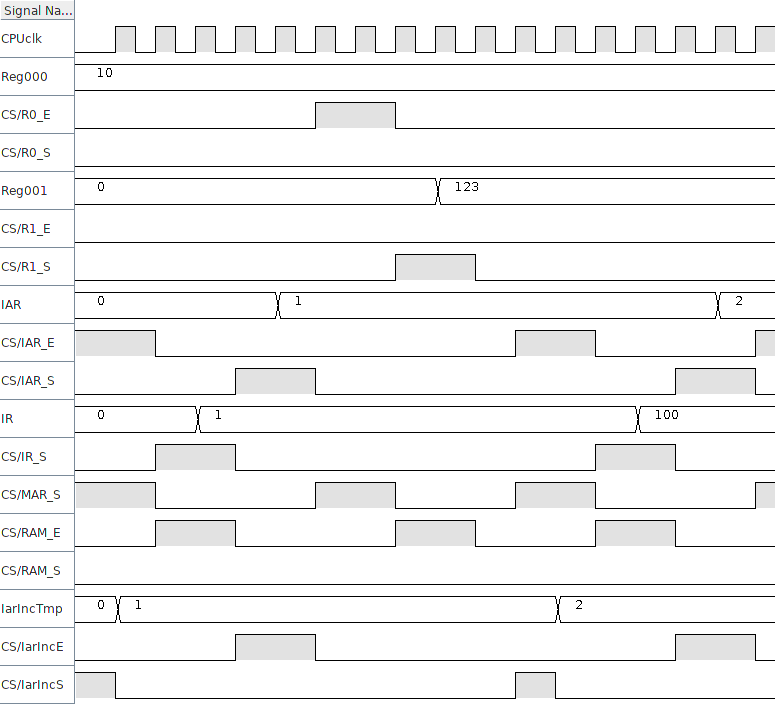 Signal Na...
CPUclk
Reg000 10
CS/R0_E
CS/R0_S
Reg001 0 123
CS/R1_E
CS/R1_S
IAR 0 1 2
CS/IAR_E
CS/IAR_S
IR 0 1 100
CS/IR_S
CS/MAR_S
CS/RAM_E
CS/RAM_S
IarIncTmp 0 1 2
CS/IarIncE
CS/IarIncS